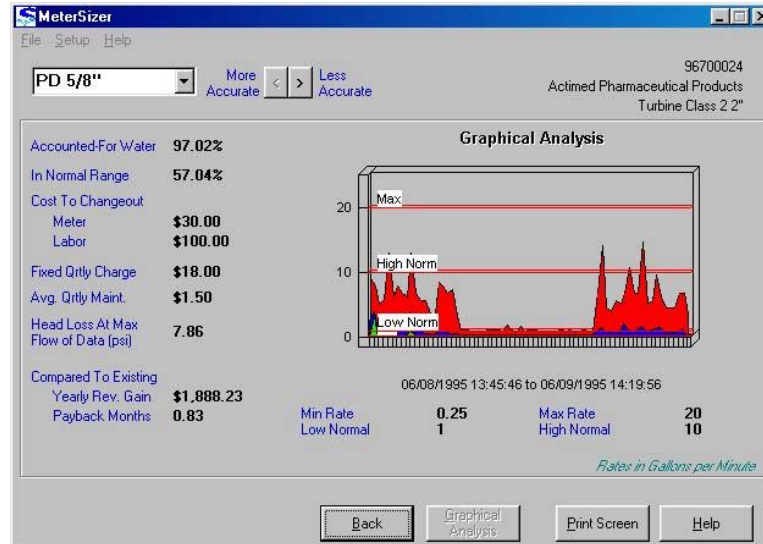 MeterSizer
File Setup Help
PD 5/8"
More Accurate
< >
Less Accurate
96700024
Actimed Pharmaceutical Products
Turbine Class 2 2"
Accounted-For Water 97.02%
In Normal Range 57.04%
Cost To Changeout
Meter $30.00
Labor $100.00
Fixed Qrtly Charge $18.00
Avg. Qrtly Maint. $1.50
Head Loss At Max
Flow of Data (psi) 7.86
Compared To Existing
Yearly Rev. Gain $1,888.23
Payback Months 0.83
Graphical Analysis
20
Max
10
High Norm
0
Low Norm
06/08/1995 13:45:46 to 06/09/1995 14:19:56
Min Rate 0.25 Max Rate 20
Low Normal 1 High Normal 10
Rates in Gallons per Minute
Back
Graphical
Analysis
Print Screen
Help